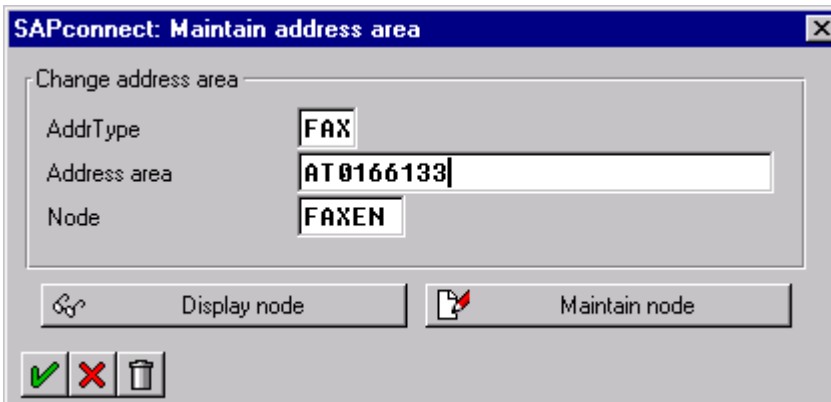 SAPconnect: Maintain address area
Change address area
AddrType FAX
Address area AT0166133
Node FAXEN
Display node Maintain node